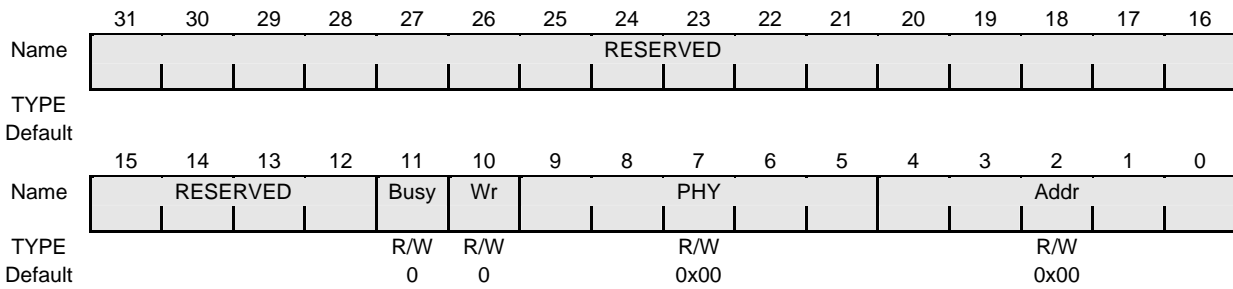 31 30 29 28 27 26 25 24 23 22 21 20 19 18 17 16
Name RESERVED
TYPE
Default
15 14 13 12 11 10 9 8 7 6 5 4 3 2 1 0
Name RESERVED Busy Wr PHY Addr
TYPE R/W R/W R/W R/W
Default 0 0 0x00 0x00